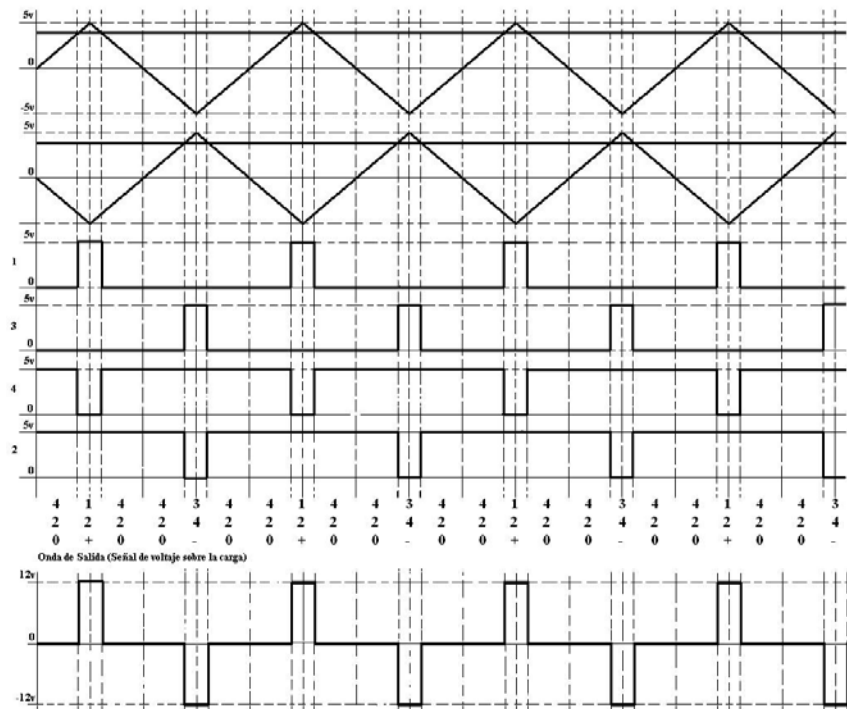 5v
0
-5v
5v
0
5v
1
0
5v
3
0
5v
4
0
5v
2
0
4 1 4 4 3 4 4 1 4 4 3 4 4 1 4 4 3 4 4 1 4 4 3
2 2 2 2 4 2 2 2 2 2 4 2 2 2 2 2 4 2 2 2 2 2 4
0 + 0 0 - 0 0 + 0 0 - 0 0 + 0 0 - 0 0 + 0 0 -
Onda de Salida (Señal de voltaje sobre la carga)
12v
0
-12v